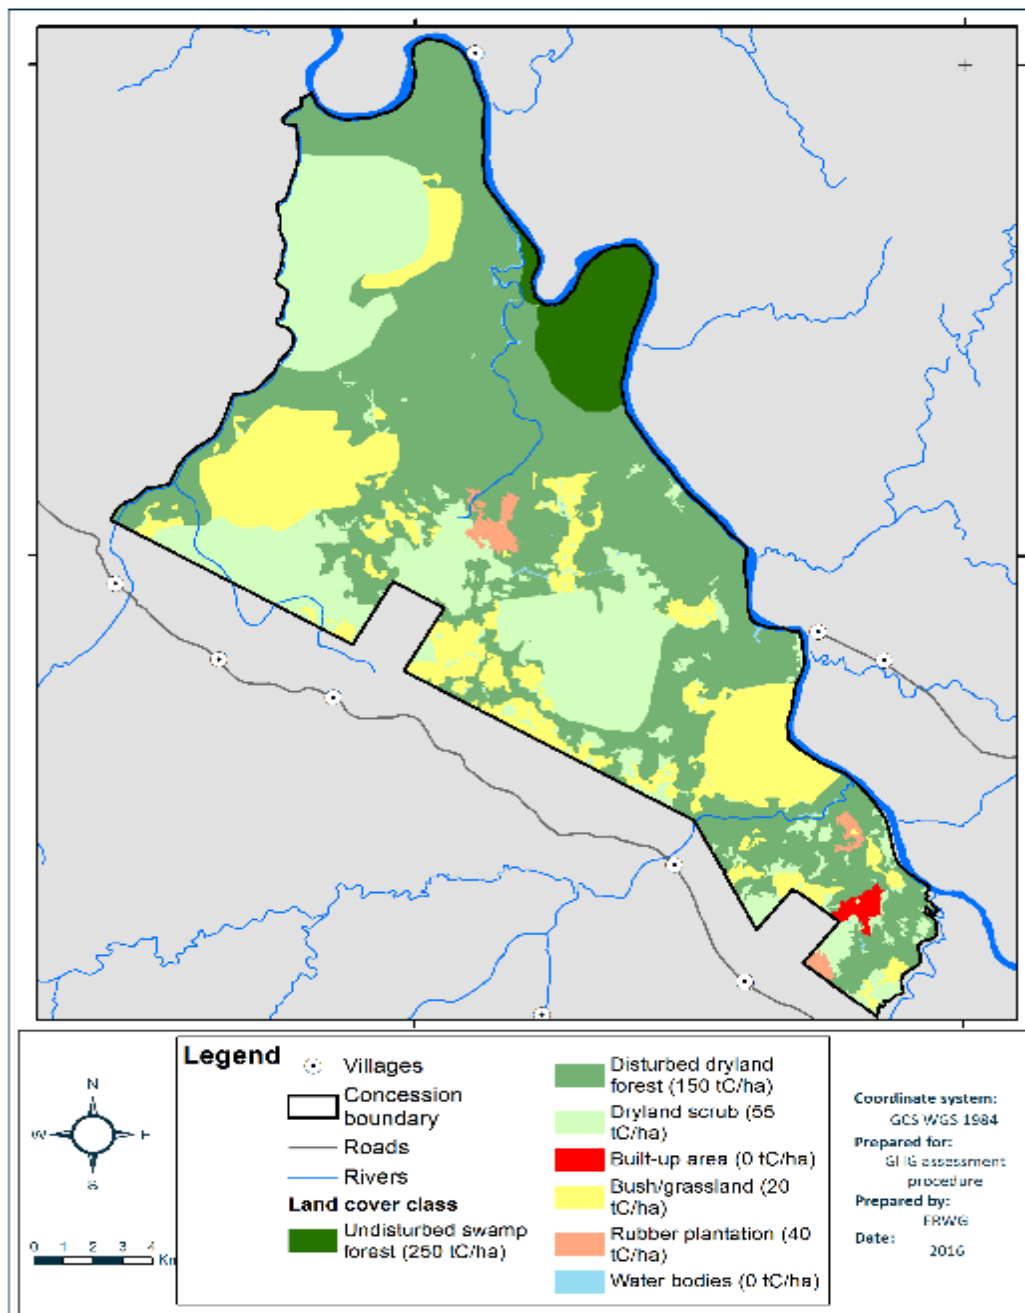 Legend
Villages
Concession
boundary
Roads
Rivers
Land cover class
Undisturbed swamp
forest (250 tC/ha)
Disturbed dryland
forest (150 tC/ha)
Dryland scrub (55
tC/ha)
Built-up area (0 tC/ha)
Bush/grassland (20
tC/ha)
Rubber plantation (40
tC/ha)
Water bodies (0 tC/ha)
N
W
E
S
0 1 2 3 4
Km
Coordinate system:
GCS WGS 1984
Prepared for:
GHG assessment
procedure
Prepared by:
ERWG
Date:
2016